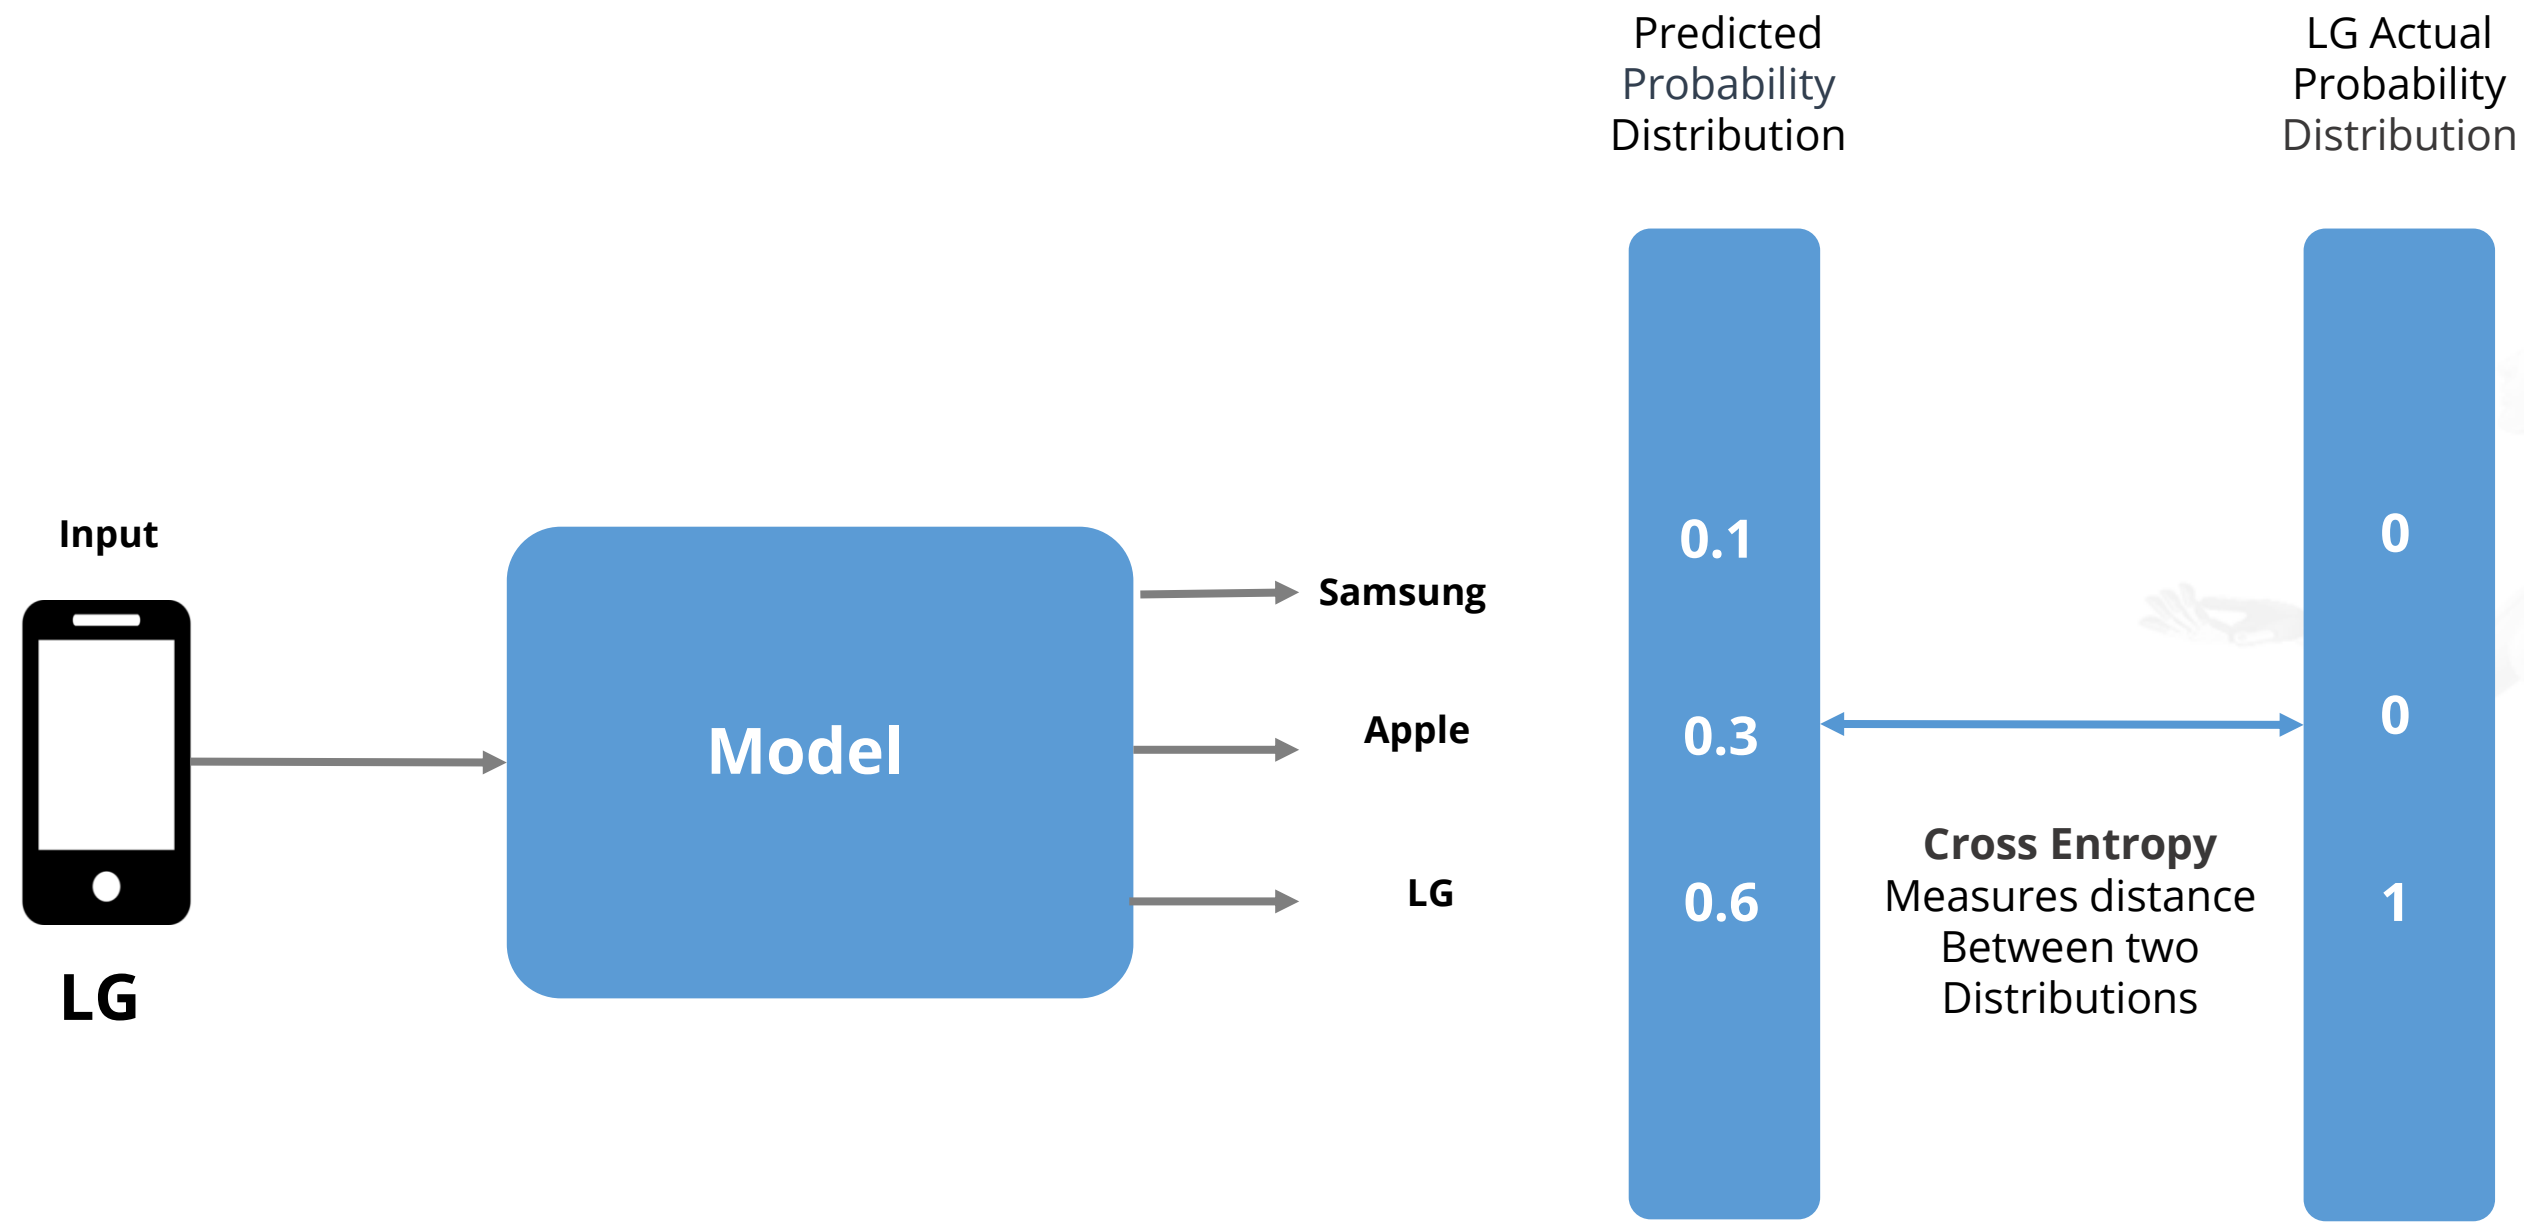 Predicted
Probability
Distribution
LG Actual
Probability
Distribution
Input
LG
Model
Samsung
Apple
LG
0.1
0.3
0.6
Cross Entropy
Measures distance
Between two
Distributions
0
0
1